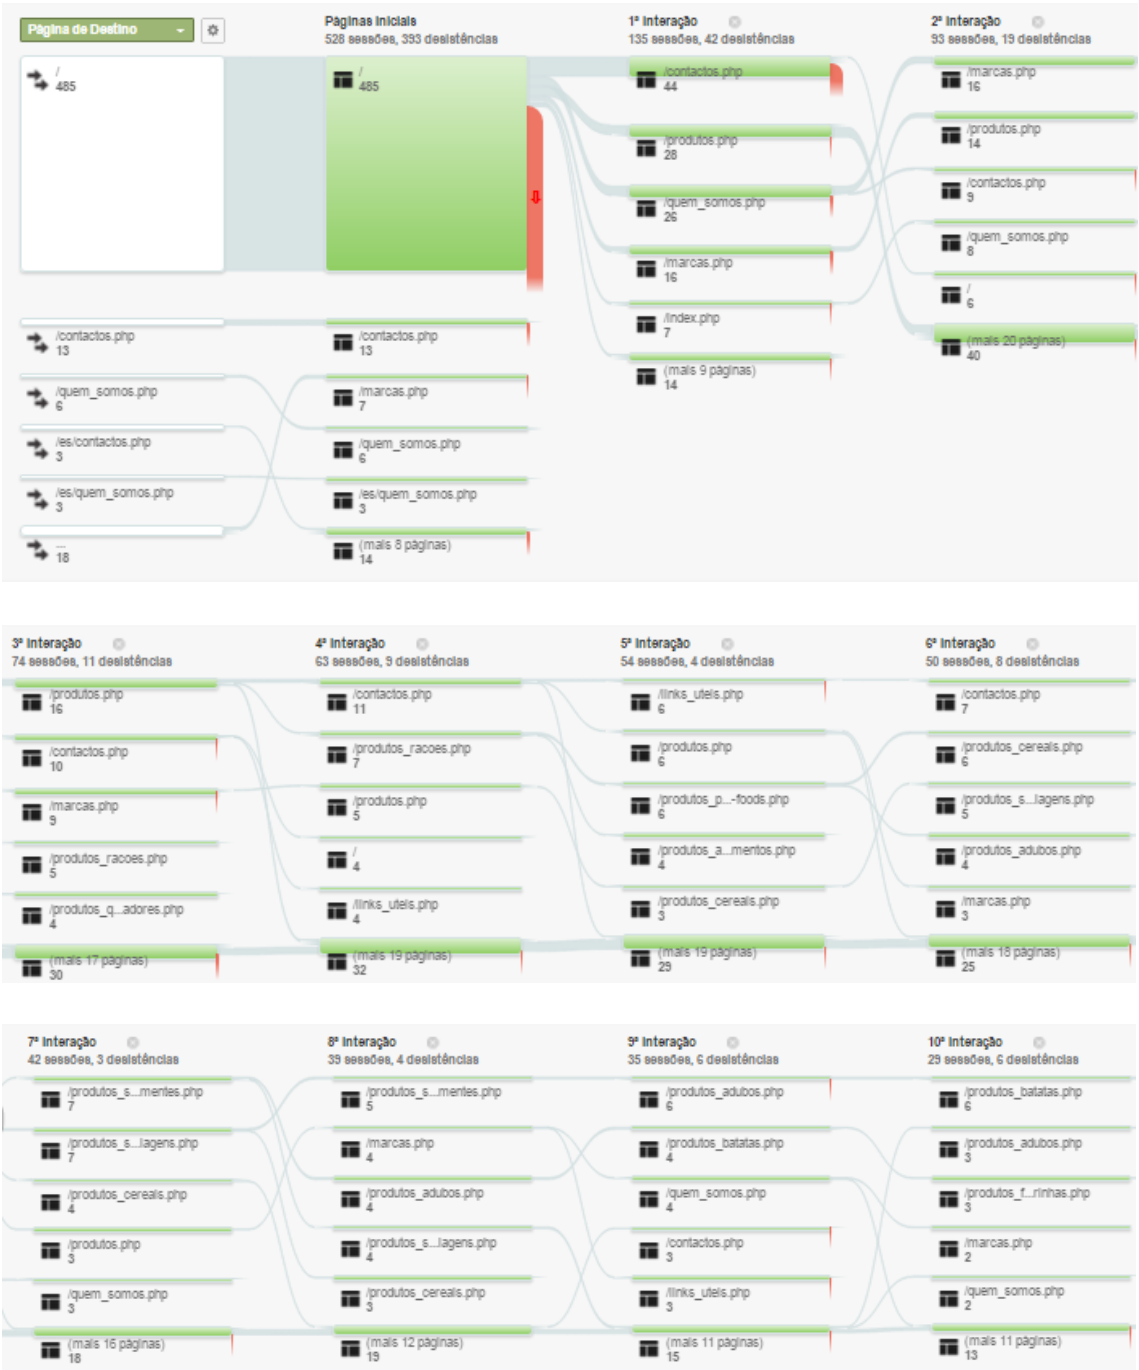 Página de Destino
/
485
/contactos.php
13
/quem_somos.php
6
/es/contactos.php
3
/es/quem_somos.php
3
...
18
Páginas Iniciais
528 sessões, 393 desistências
/
485
/contactos.php
13
/marcas.php
7
/quem_somos.php
6
/es/quem_somos.php
3
(mais 8 páginas)
14
1ª Interação
135 sessões, 42 desistências
/contactos.php
44
/produtos.php
28
/quem_somos.php
26
/marcas.php
16
/index.php
7
(mais 9 páginas)
14
2ª Interação
93 sessões, 19 desistências
/marcas.php
16
/produtos.php
14
/contactos.php
9
/quem_somos.php
8
/
6
(mais 20 páginas)
40
3ª Interação
74 sessões, 11 desistências
/produtos.php
16
/contactos.php
10
/marcas.php
9
/produtos_racoes.php
5
/produtos_q...adores.php
4
(mais 17 páginas)
30
4ª Interação
63 sessões, 9 desistências
/contactos.php
11
/produtos_racoes.php
7
/produtos.php
5
/
4
/links_uteis.php
4
(mais 19 páginas)
32
5ª Interação
54 sessões, 4 desistências
/links_uteis.php
6
/produtos.php
6
/produtos_p...-foods.php
6
/produtos_a...mentos.php
4
/produtos_cereais.php
3
(mais 19 páginas)
29
6ª Interação
50 sessões, 8 desistências
/contactos.php
7
/produtos_cereais.php
6
/produtos_s...lagens.php
5
/produtos_adubos.php
4
/marcas.php
3
(mais 18 páginas)
25
7ª Interação
42 sessões, 3 desistências
/produtos_s...mentes.php
7
/produtos_s...lagens.php
7
/produtos_cereais.php
4
/produtos.php
3
/quem_somos.php
3
(mais 16 páginas)
18
8ª Interação
39 sessões, 4 desistências
/produtos_s...mentes.php
5
/marcas.php
4
/produtos_adubos.php
4
/produtos_s...lagens.php
4
/produtos_cereais.php
3
(mais 12 páginas)
19
9ª Interação
35 sessões, 6 desistências
/produtos_adubos.php
6
/produtos_batatas.php
4
/quem_somos.php
4
/contactos.php
3
/links_uteis.php
3
(mais 11 páginas)
15
10ª Interação
29 sessões, 6 desistências
/produtos_batatas.php
6
/produtos_adubos.php
3
/produtos_f...rinhas.php
3
/marcas.php
2
/quem_somos.php
2
(mais 11 páginas)
13